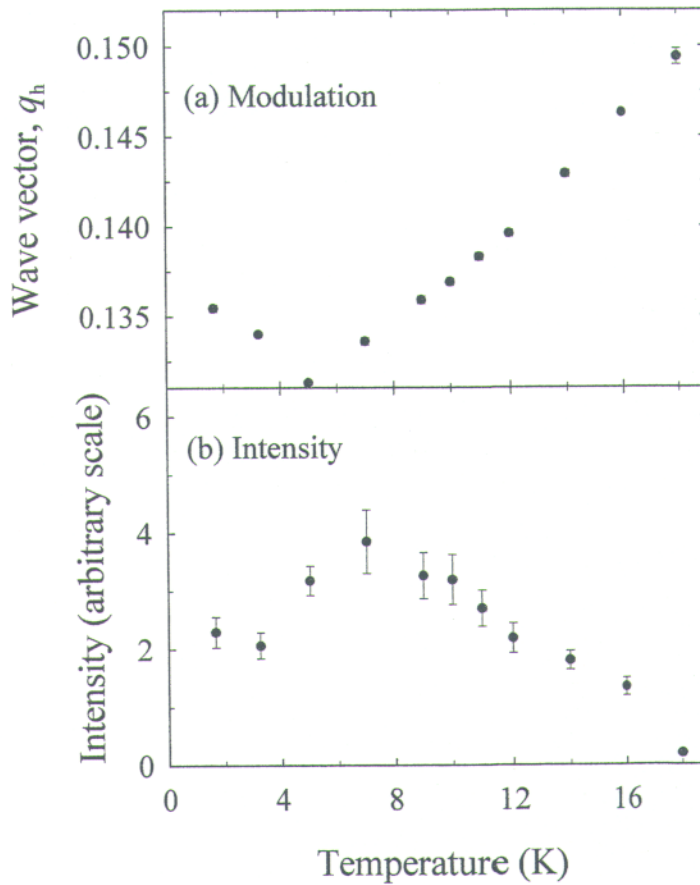 0.150
(a) Modulation
0.145
0.140
0.135
Wave vector, qh
6
(b) Intensity
4
2
0
Intensity (arbitrary scale)
0 4 8 12 16
Temperature (K)